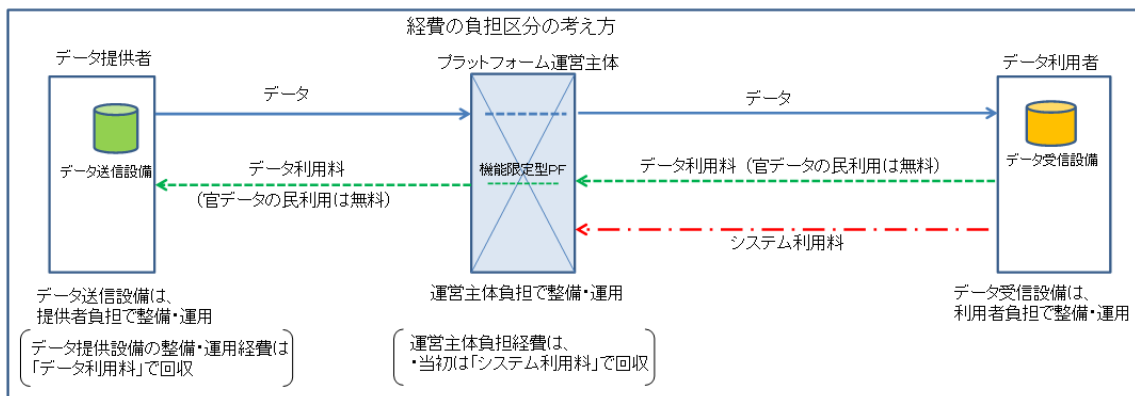 経費の負担区分の考え方
データ提供者
プラットフォーム運営主体
データ利用者
データ
データ
データ送信設備
機能限定型PF
データ受信設備
データ利用料
(官データの民利用は無料)
データ利用料 (官データの民利用は無料)
システム利用料
データ送信設備は、
提供者負担で整備・運用
運営主体負担で整備・運用
データ受信設備は、
利用者負担で整備・運用
データ提供設備の整備・運用経費は
「データ利用料」で回収
運営主体負担経費は、
・当初は「システム利用料」で回収